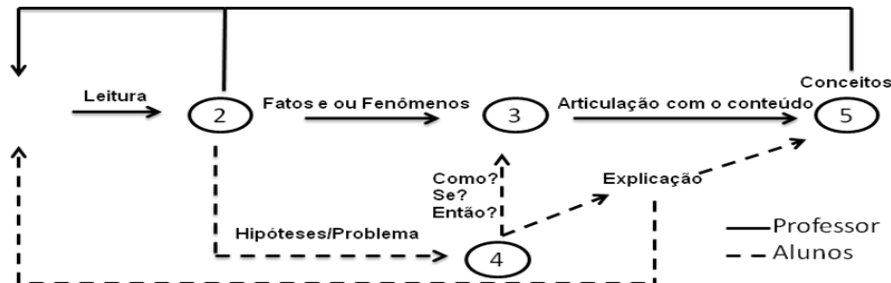 Conceitos
Leitura
2
Fatos e ou Fenômenos
3
Articulação com o conteúdo
5
Como?
Se?
Então?
Explicação
Hipóteses/Problema
4
Professor
Alunos